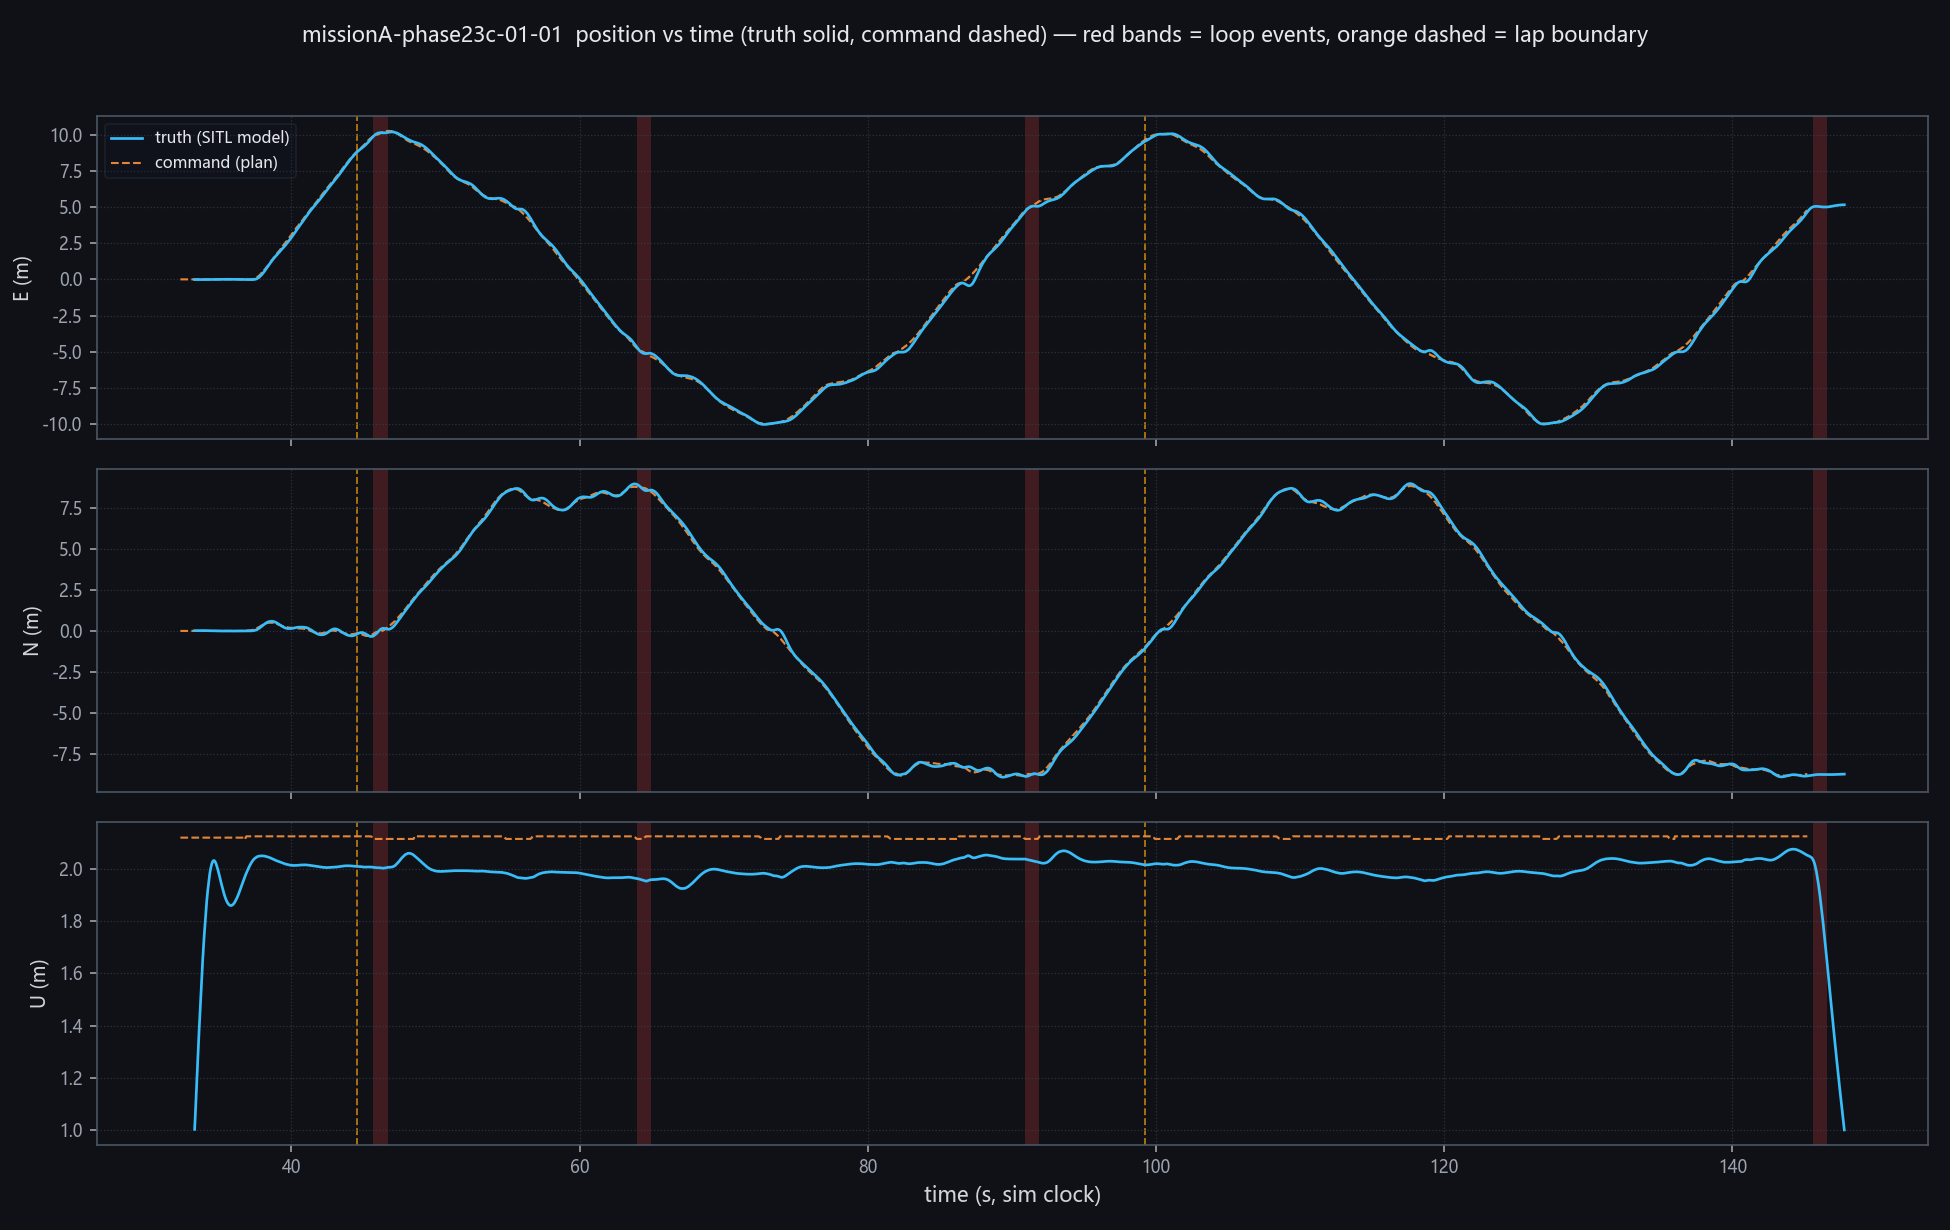 missionA-phase23c-01-01  position vs time (truth solid, command dashed) — red bands = loop events, orange dashed = lap boundary
truth (SITL model)
command (plan)
E (m)
10.0
7.5
5.0
2.5
0.0
-2.5
-5.0
-7.5
-10.0
N (m)
7.5
5.0
2.5
0.0
-2.5
-5.0
-7.5
U (m)
2.0
1.8
1.6
1.4
1.2
1.0
40 60 80 100 120 140
time (s, sim clock)